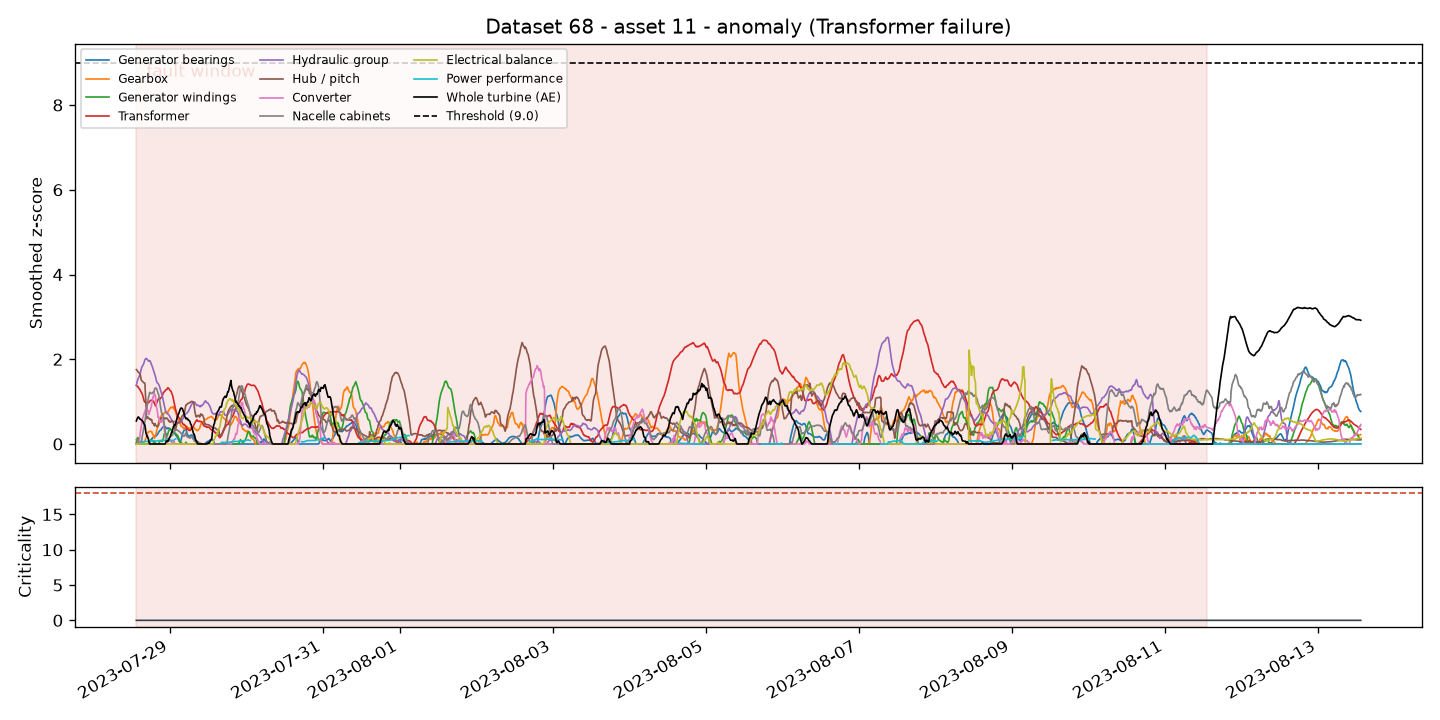 Dataset 68 - asset 11 - anomaly (Transformer failure)
Generator bearings
Gearbox
Generator windings
Transformer
Hydraulic group
Hub / pitch
Converter
Nacelle cabinets
Electrical balance
Power performance
Whole turbine (AE)
Threshold (9.0)
fault window
Smoothed z-score
8
6
4
2
0
Criticality
15
10
5
0
2023-07-29
2023-07-31
2023-08-01
2023-08-03
2023-08-05
2023-08-07
2023-08-09
2023-08-11
2023-08-13